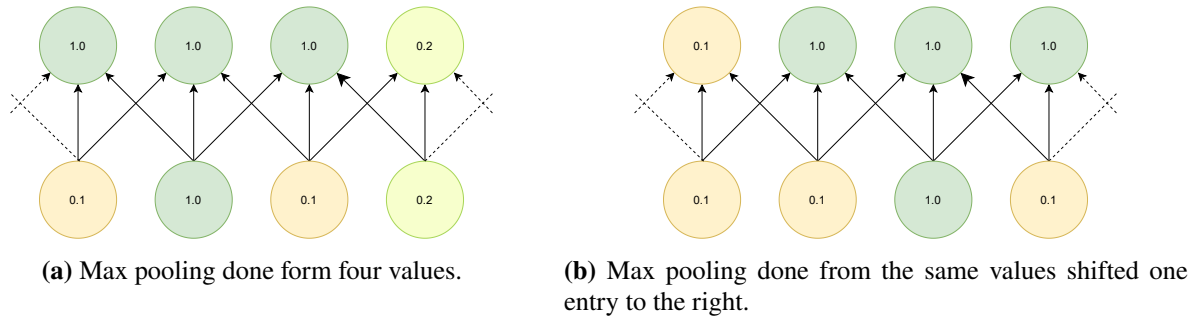 1.0 1.0 1.0 0.2
0.1 1.0 0.1 0.2
(a) Max pooling done form four values.
0.1 1.0 1.0 1.0
0.1 0.1 1.0 0.1
(b) Max pooling done from the same values shifted one
entry to the right.